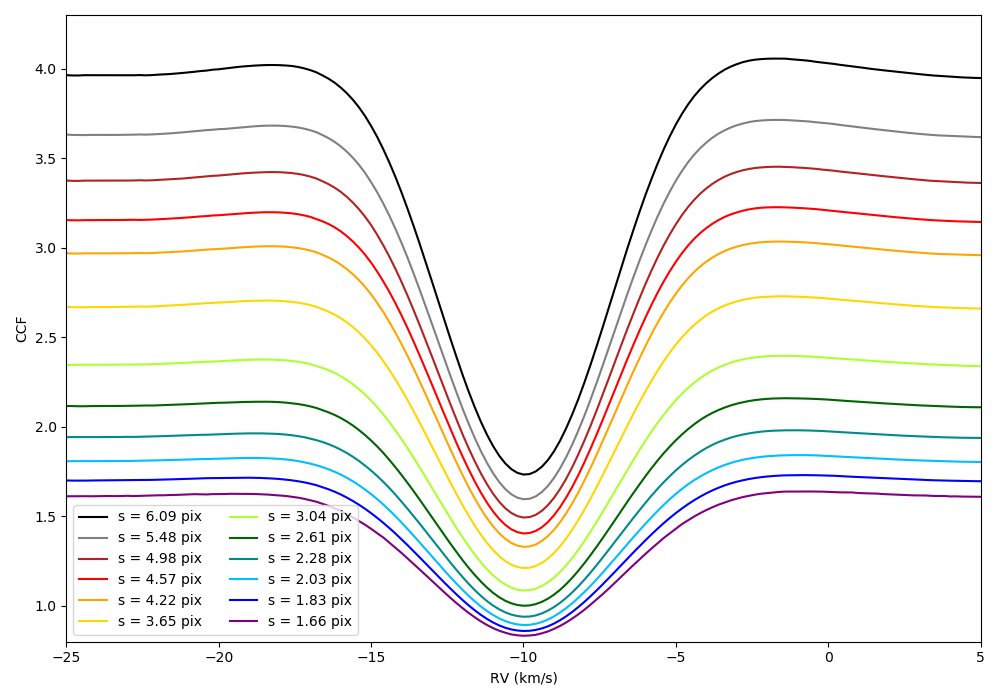 4.0
3.5
3.0
2.5
2.0
1.5
1.0
CCF
s = 6.09 pix
s = 5.48 pix
s = 4.98 pix
s = 4.57 pix
s = 4.22 pix
s = 3.65 pix
s = 3.04 pix
s = 2.61 pix
s = 2.28 pix
s = 2.03 pix
s = 1.83 pix
s = 1.66 pix
−25 −20 −15 −10 −5 0 5
RV (km/s)